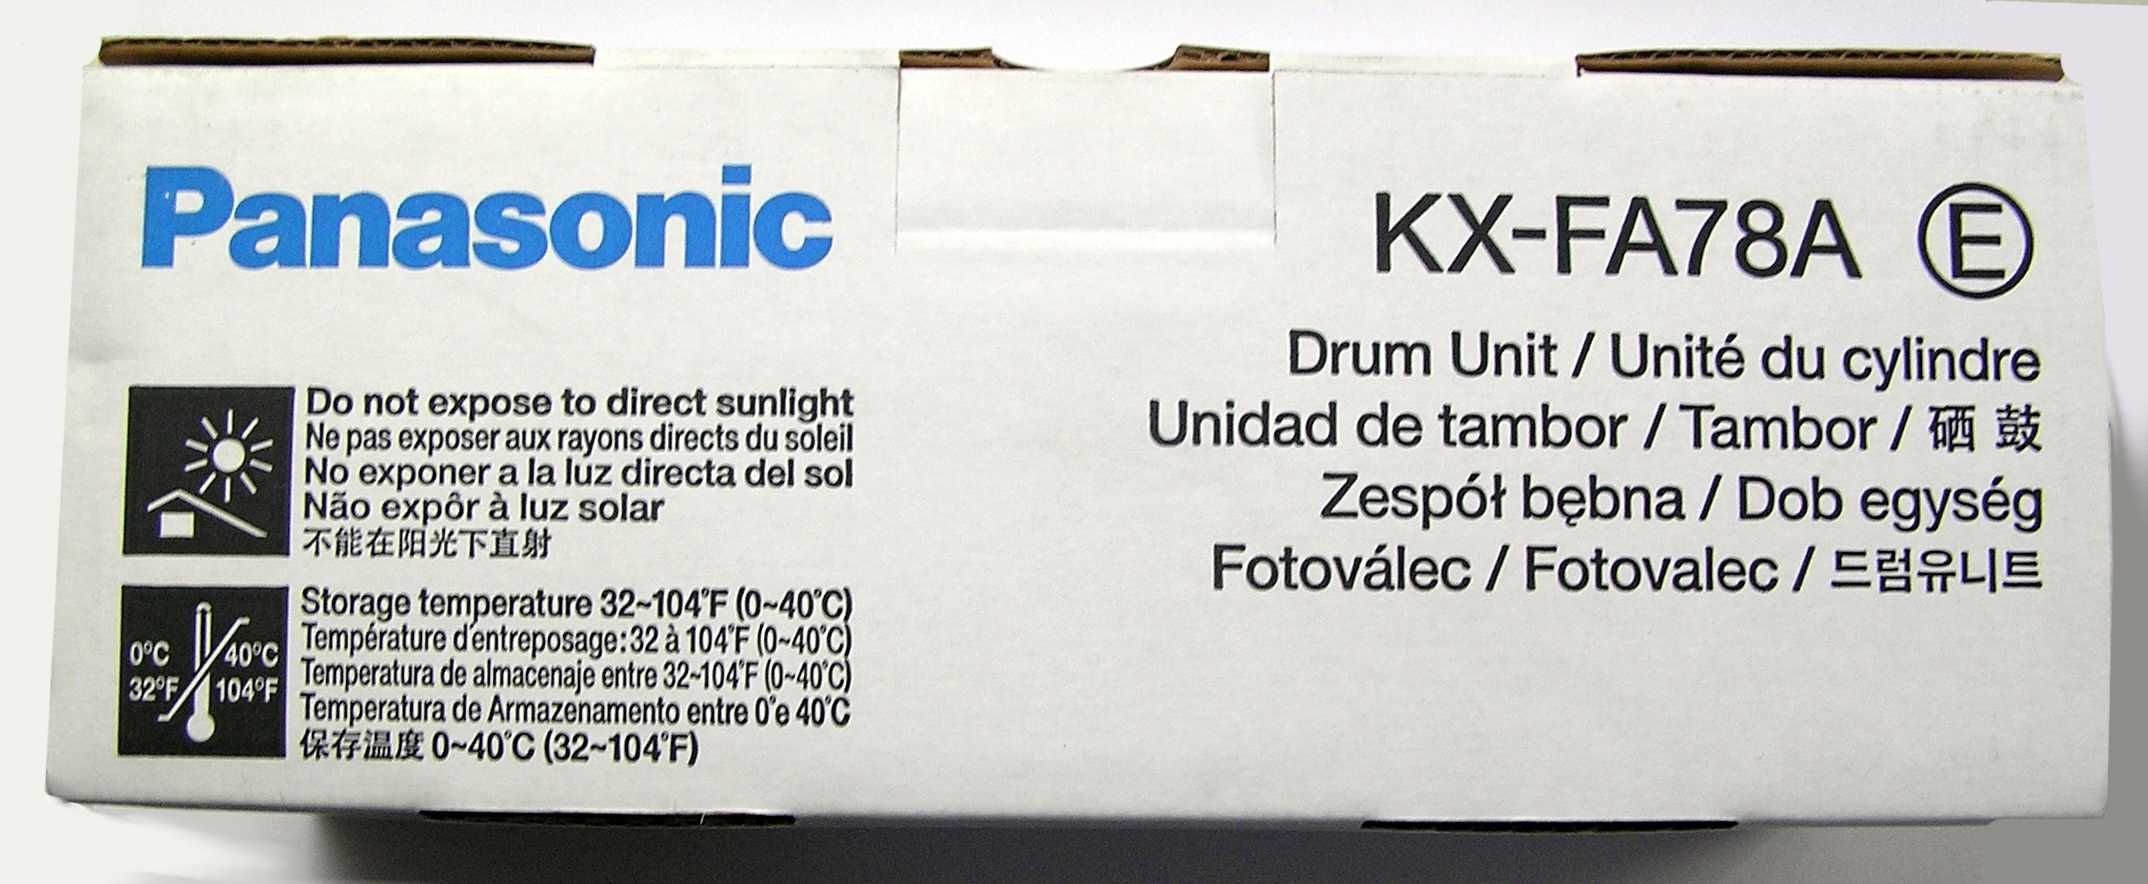 Panasonic
KX-FA78A Ⓔ
Drum Unit / Unité du cylindre
Unidad de tambor / Tambor / 硒 鼓
Zespół bębna / Dob egység
Fotoválec / Fotovalec / 드럼유니트
Do not expose to direct sunlight
Ne pas exposer aux rayons directs du soleil
No exponer a la luz directa del sol
Não expôr à luz solar
不能在阳光下直射
0°C 40°C
32°F 104°F
Storage temperature 32~104°F (0~40°C)
Température d'entreposage:32 à 104°F (0~40°C)
Temperatura de almacenaje entre 32~104°F (0~40°C)
Temperatura de Armazenamento entre 0°e 40°C
保存温度 0~40°C (32~104°F)